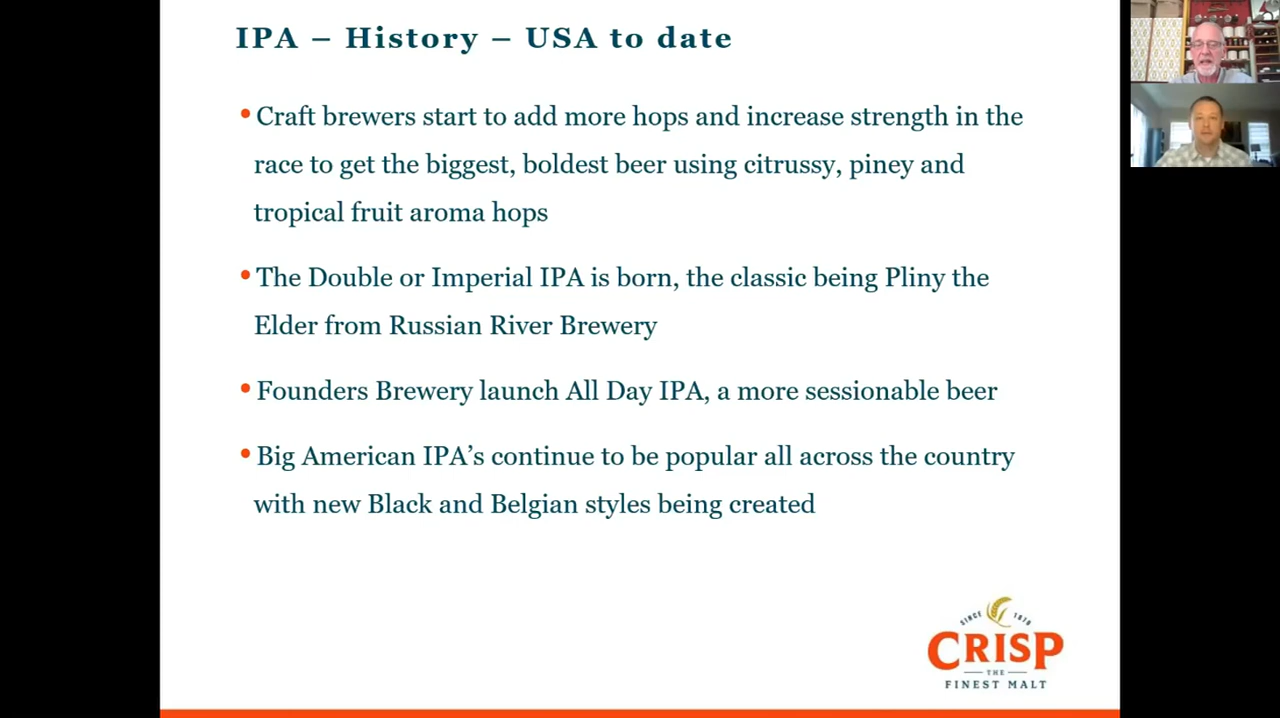 IPA – History – USA to date
•Craft brewers start to add more hops and increase strength in the
race to get the biggest, boldest beer using citrussy, piney and
tropical fruit aroma hops
•The Double or Imperial IPA is born, the classic being Pliny the
Elder from Russian River Brewery
•Founders Brewery launch All Day IPA, a more sessionable beer
•Big American IPA’s continue to be popular all across the country
with new Black and Belgian styles being created
SINCE 1870
CRISP
THE
FINEST MALT